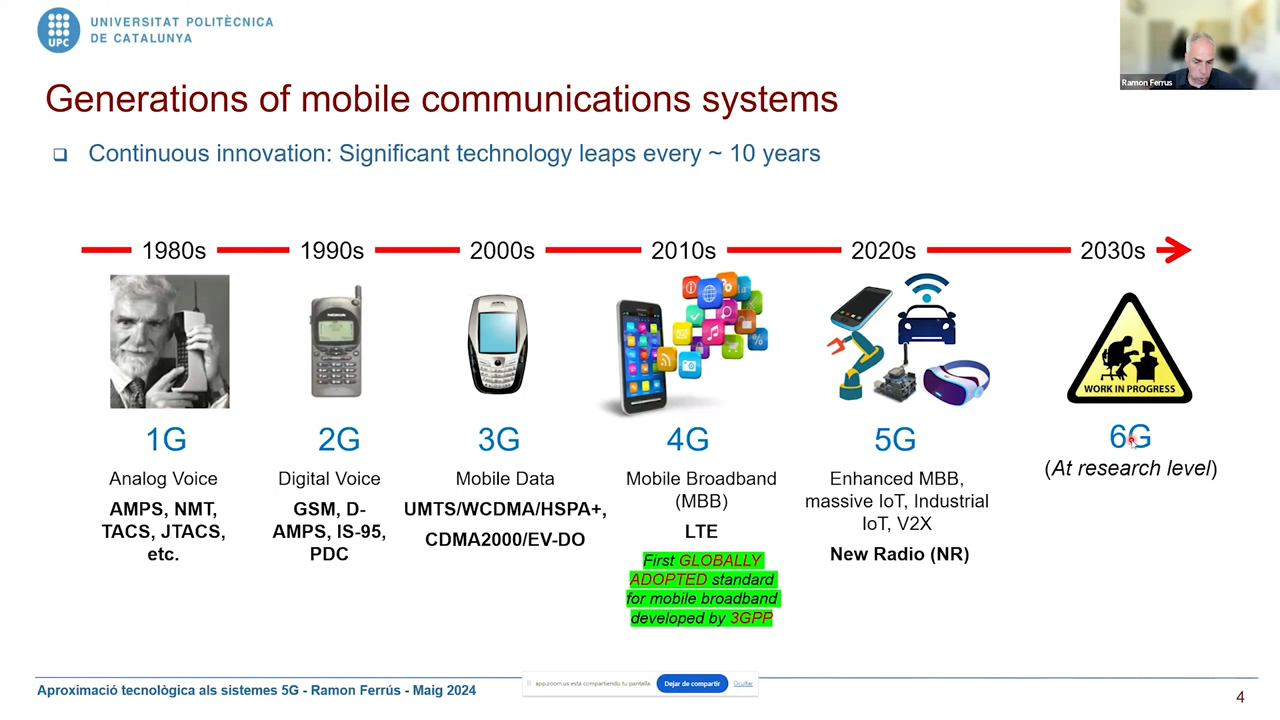 UNIVERSITAT POLITÈCNICA
DE CATALUNYA
UPC
Ramon Ferrus
Generations of mobile communications systems
Continuous innovation: Significant technology leaps every ~ 10 years
1980s
1990s
2000s
2010s
2020s
2030s
NOKIA
WORK IN PROGRESS
1G
Analog Voice
AMPS, NMT,
TACS, JTACS,
etc.
2G
Digital Voice
GSM, D-
AMPS, IS-95,
PDC
3G
Mobile Data
UMTS/WCDMA/HSPA+,
CDMA2000/EV-DO
4G
Mobile Broadband
(MBB)
LTE
First GLOBALLY
ADOPTED standard
for mobile broadband
developed by 3GPP
5G
Enhanced MBB,
massive IoT, Industrial
IoT, V2X
New Radio (NR)
6G
(At research level)
Aproximació tecnològica als sistemes 5G - Ramon Ferrús - Maig 2024
app.zoom.us está compartiendo tu pantalla.
Dejar de compartir
Ocultar
4